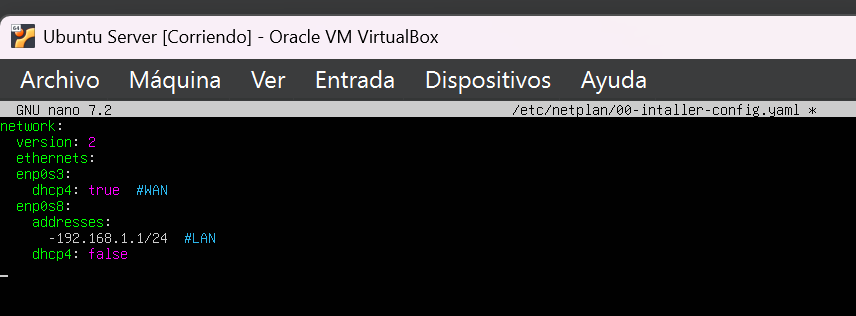 Ubuntu Server [Corriendo] - Oracle VM VirtualBox
Archivo Máquina Ver Entrada Dispositivos Ayuda
GNU nano 7.2 /etc/netplan/00-intaller-config.yaml *
network:
  version: 2
  ethernets:
  enp0s3:
    dhcp4: true  #WAN
  enp0s8:
    addresses:
      -192.168.1.1/24  #LAN
    dhcp4: false